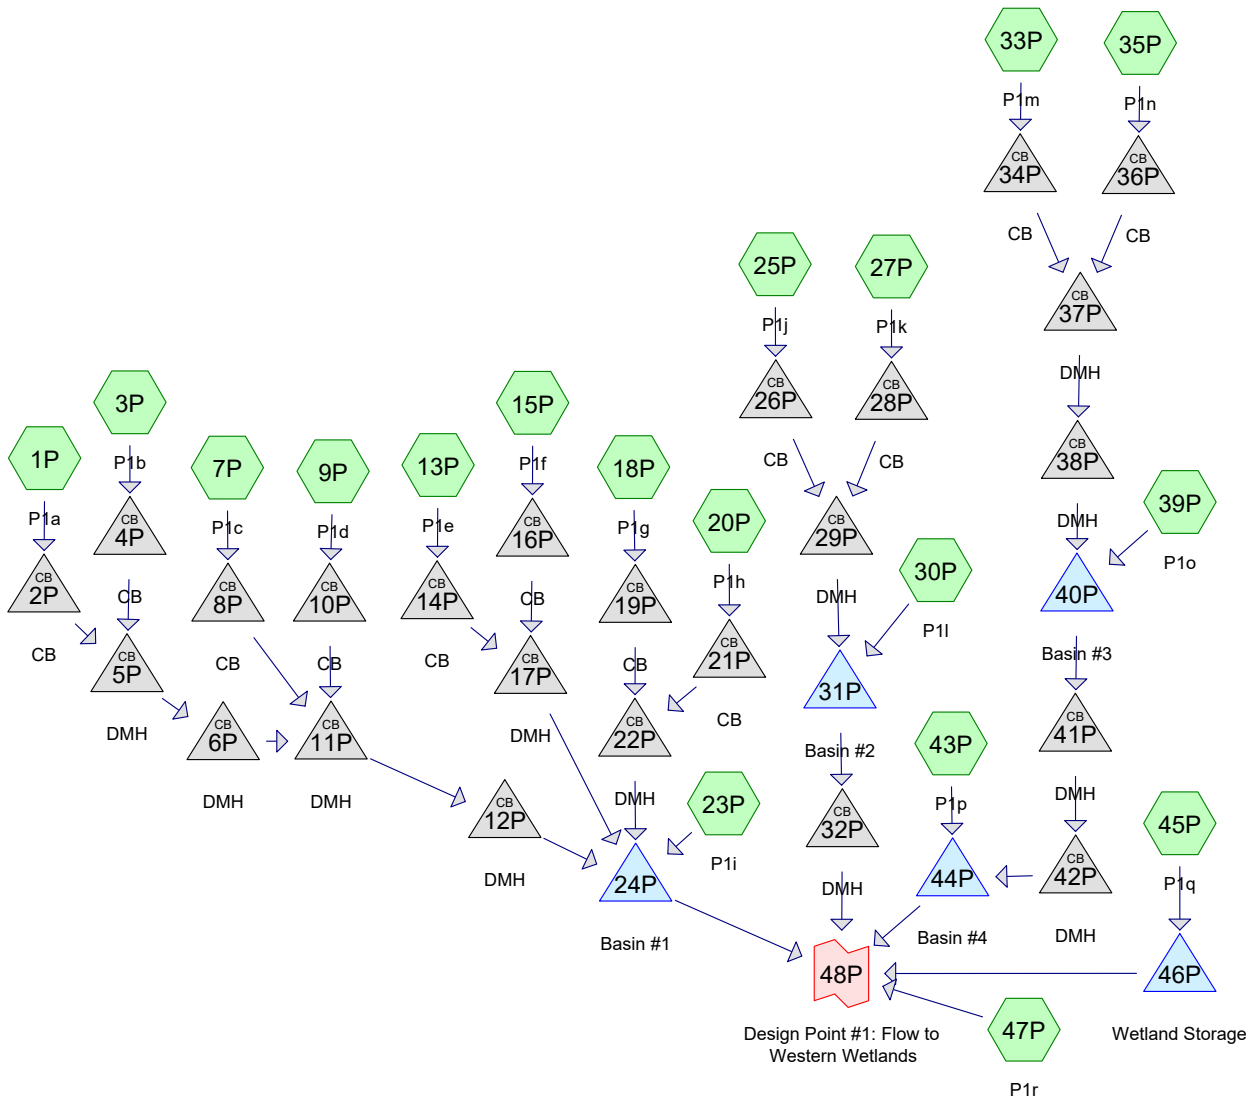 33P
35P
P1m
P1n
CB
34P
CB
36P
CB
CB
25P
27P
CB
37P
P1j
P1k
DMH
CB
26P
CB
28P
3P
15P
CB
38P
1P
7P
9P
13P
18P
CB
CB
P1b
P1f
39P
20P
CB
4P
CB
16P
CB
29P
P1a
P1c
P1d
P1e
P1g
DMH
P1o
30P
CB
2P
CB
8P
CB
10P
CB
14P
CB
19P
P1h
40P
DMH
CB
CB
P1l
CB
CB
CB
CB
CB
CB
Basin #3
CB
5P
CB
17P
CB
21P
31P
CB
6P
CB
11P
CB
22P
CB
41P
DMH
DMH
43P
Basin #2
DMH
DMH
DMH
DMH
P1p
23P
45P
CB
12P
P1i
CB
32P
44P
CB
42P
24P
P1q
DMH
DMH
Basin #1
Basin #4
DMH
48P
46P
47P
Design Point #1: Flow to
Western Wetlands
Wetland Storage
P1r